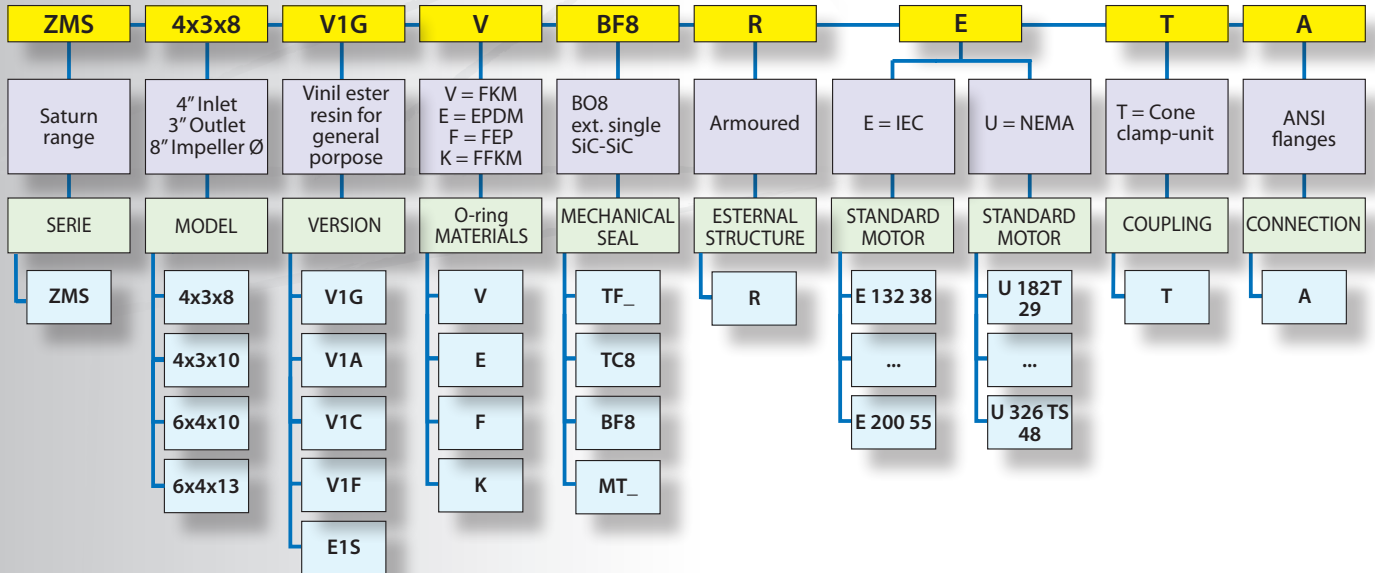 ZMS
4x3x8
V1G
V
BF8
R
E
T
A
Saturn
range
4” Inlet
3” Outlet
8” Impeller Ø
Vinil ester
resin for
general
porpose
V = FKM
E = EPDM
F = FEP
K = FFKM
BO8
ext. single
SiC-SiC
Armoured
E = IEC
U = NEMA
T = Cone
clamp-unit
ANSI
flanges
SERIE
MODEL
VERSION
O-ring
MATERIALS
MECHANICAL
SEAL
ESTERNAL
STRUCTURE
STANDARD
MOTOR
STANDARD
MOTOR
COUPLING
CONNECTION
ZMS
4x3x8
V1G
V
TF_
R
E 132 38
U 182T
29
T
A
4x3x10
V1A
E
TC8
...
...
6x4x10
V1C
F
BF8
E 200 55
U 326 TS
48
6x4x13
V1F
K
MT_
E1S